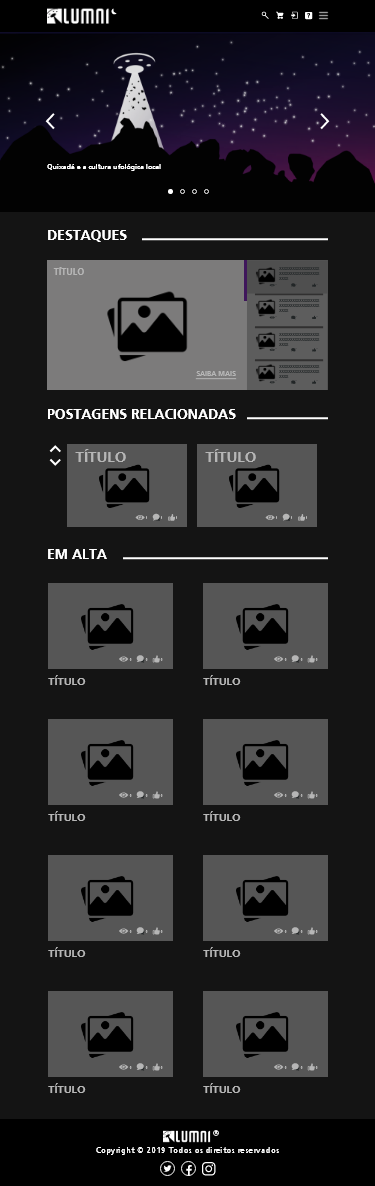 LUMNI
Quixadá e a cultura ufológica local
DESTAQUES
TÍTULO
SAIBA MAIS
POSTAGENS RELACIONADAS
TÍTULO TÍTULO
EM ALTA
TÍTULO TÍTULO
TÍTULO TÍTULO
TÍTULO TÍTULO
TÍTULO TÍTULO
LUMNI ®
Copyright © 2019 Todos os direitos reservados